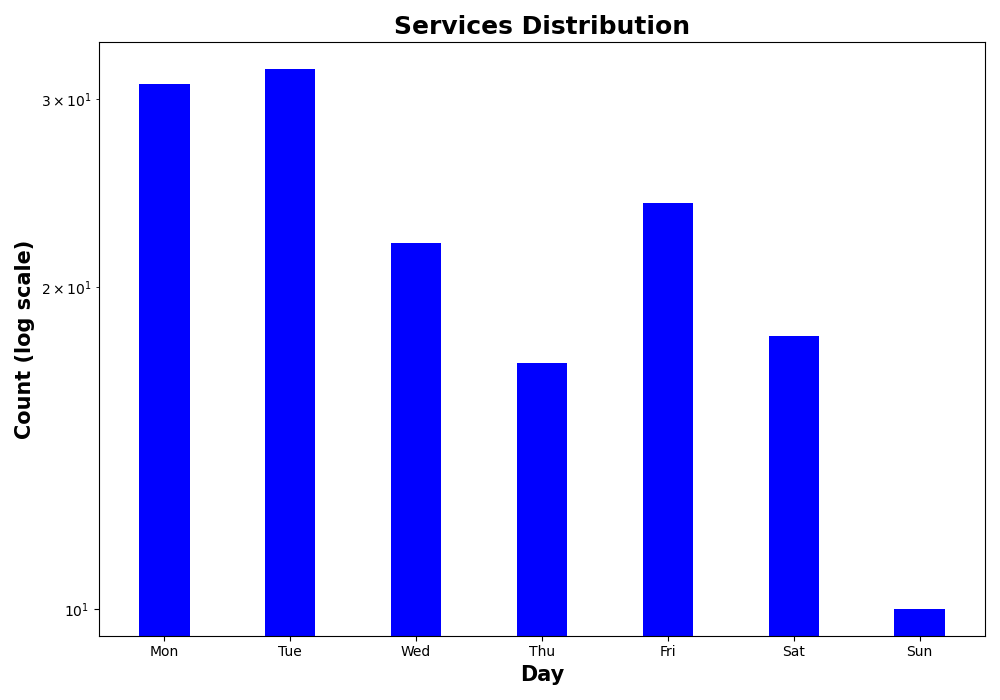 Services Distribution
3 × 10¹
2 × 10¹
10¹
Count (log scale)
Mon Tue Wed Thu Fri Sat Sun
Day